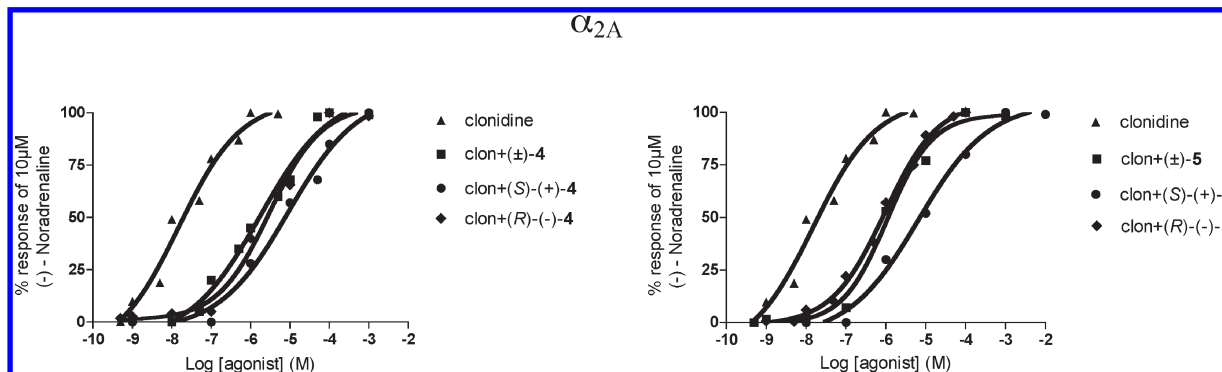 α2A
% response of 10µM
(-) - Noradrenaline
100
75
50
25
0
-10 -9 -8 -7 -6 -5 -4 -3 -2
Log [agonist] (M)
clonidine
clon+(±)-4
clon+(S)-(+)-4
clon+(R)-(-)-4
% response of 10µM
(-) - Noradrenaline
100
75
50
25
0
-10 -9 -8 -7 -6 -5 -4 -3 -2
Log [agonist] (M)
clonidine
clon+(±)-5
clon+(S)-(+)-
clon+(R)-(-)-